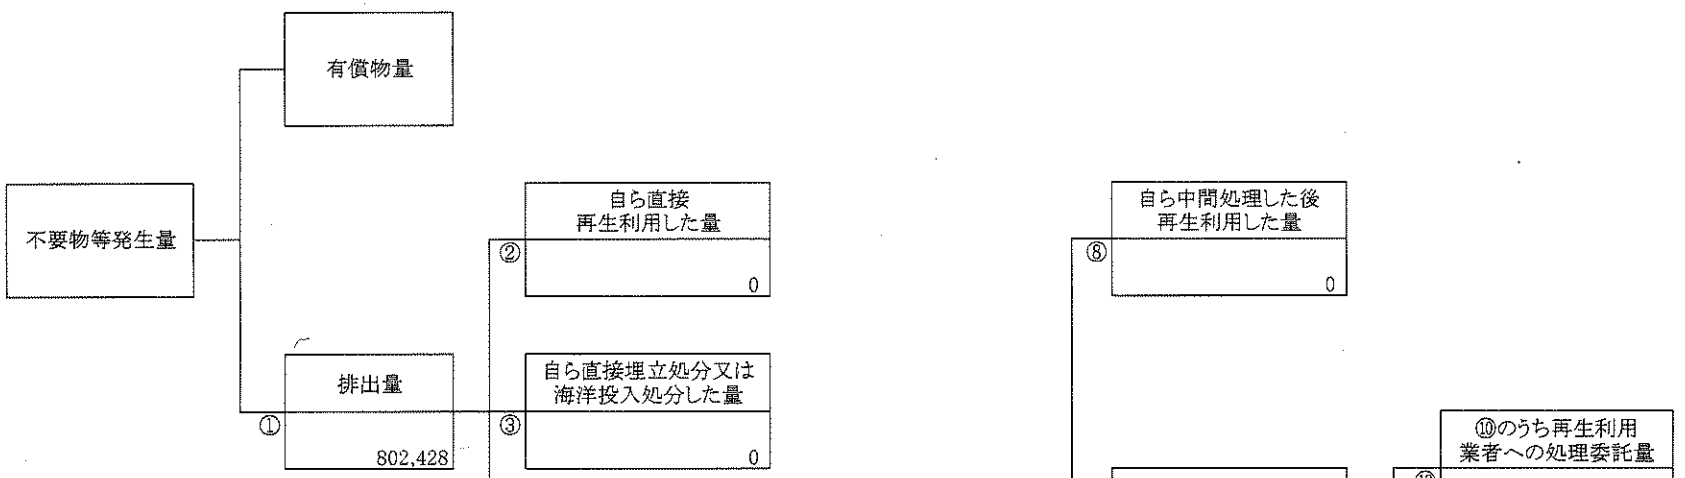 有償物量
不要物等発生量
自ら直接
再生利用した量
②
0
自ら中間処理した後
再生利用した量
⑧
0
排出量
①
802,428
自ら直接埋立処分又は
海洋投入処分した量
③
0
⑩のうち再生利用
業者への処理委託量